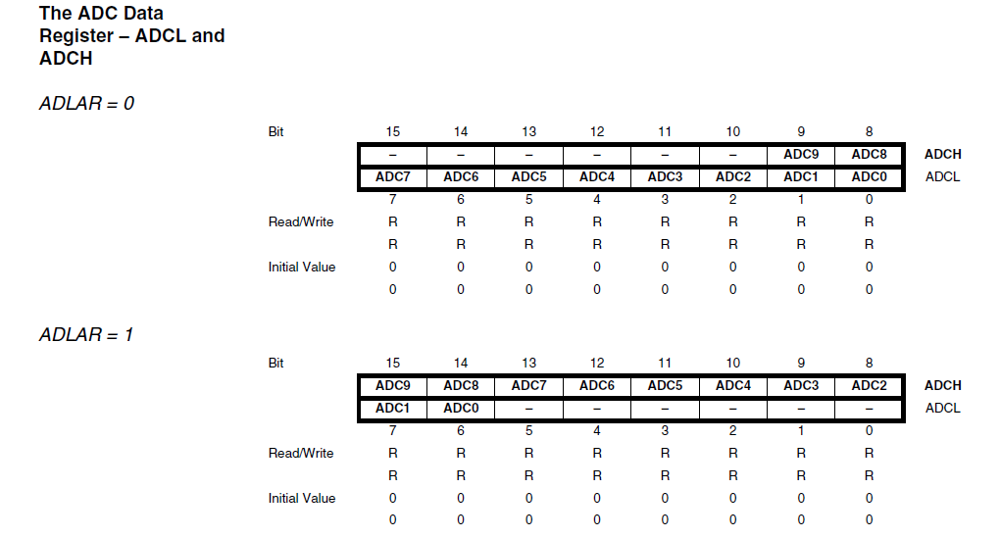 The ADC Data
Register – ADCL and
ADCH
ADLAR = 0
Bit 15 14 13 12 11 10 9 8
– – – – – – ADC9 ADC8 ADCH
ADC7 ADC6 ADC5 ADC4 ADC3 ADC2 ADC1 ADC0 ADCL
7 6 5 4 3 2 1 0
Read/Write R R R R R R R R
R R R R R R R R
Initial Value 0 0 0 0 0 0 0 0
0 0 0 0 0 0 0 0
ADLAR = 1
Bit 15 14 13 12 11 10 9 8
ADC9 ADC8 ADC7 ADC6 ADC5 ADC4 ADC3 ADC2 ADCH
ADC1 ADC0 – – – – – – ADCL
7 6 5 4 3 2 1 0
Read/Write R R R R R R R R
R R R R R R R R
Initial Value 0 0 0 0 0 0 0 0
0 0 0 0 0 0 0 0